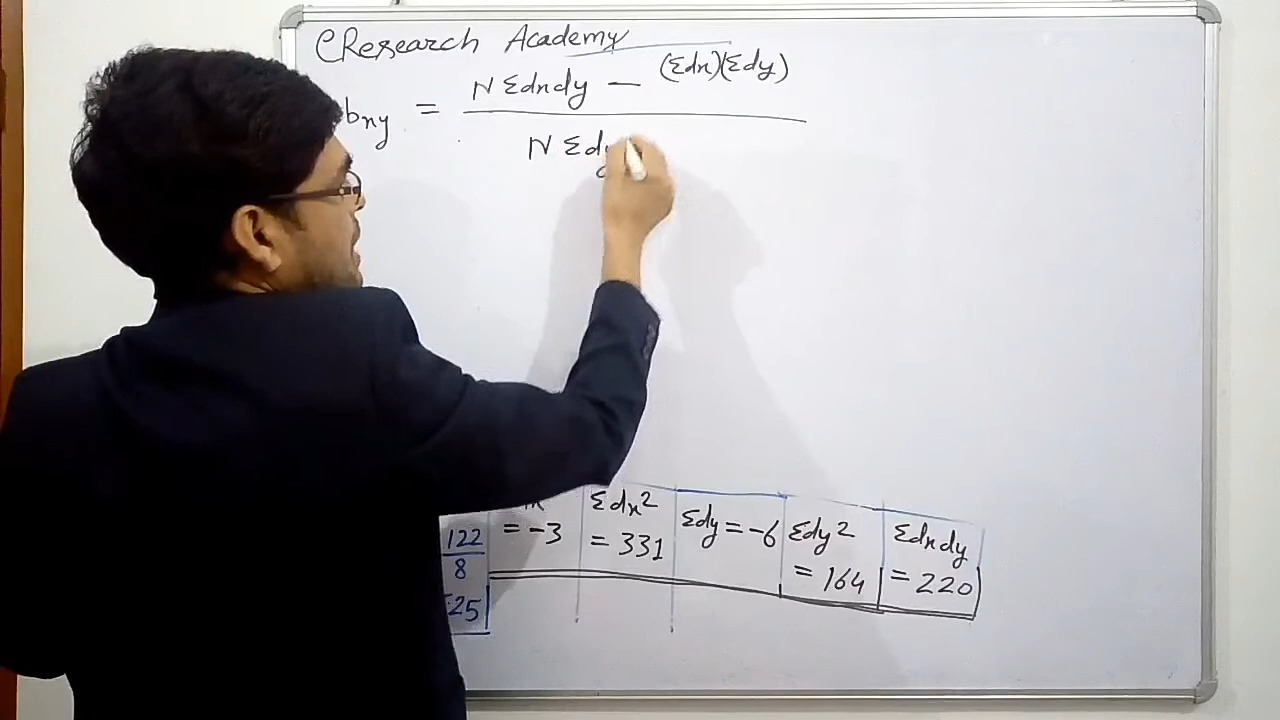 CResearch Academy
bxy = N Σdxdy - (Σdx)(Σdy)
N Σdy
Σdx² Σdy = -6 Σdy² Σdxdy
122 = -3 = 331 = 164 = 220
8
25